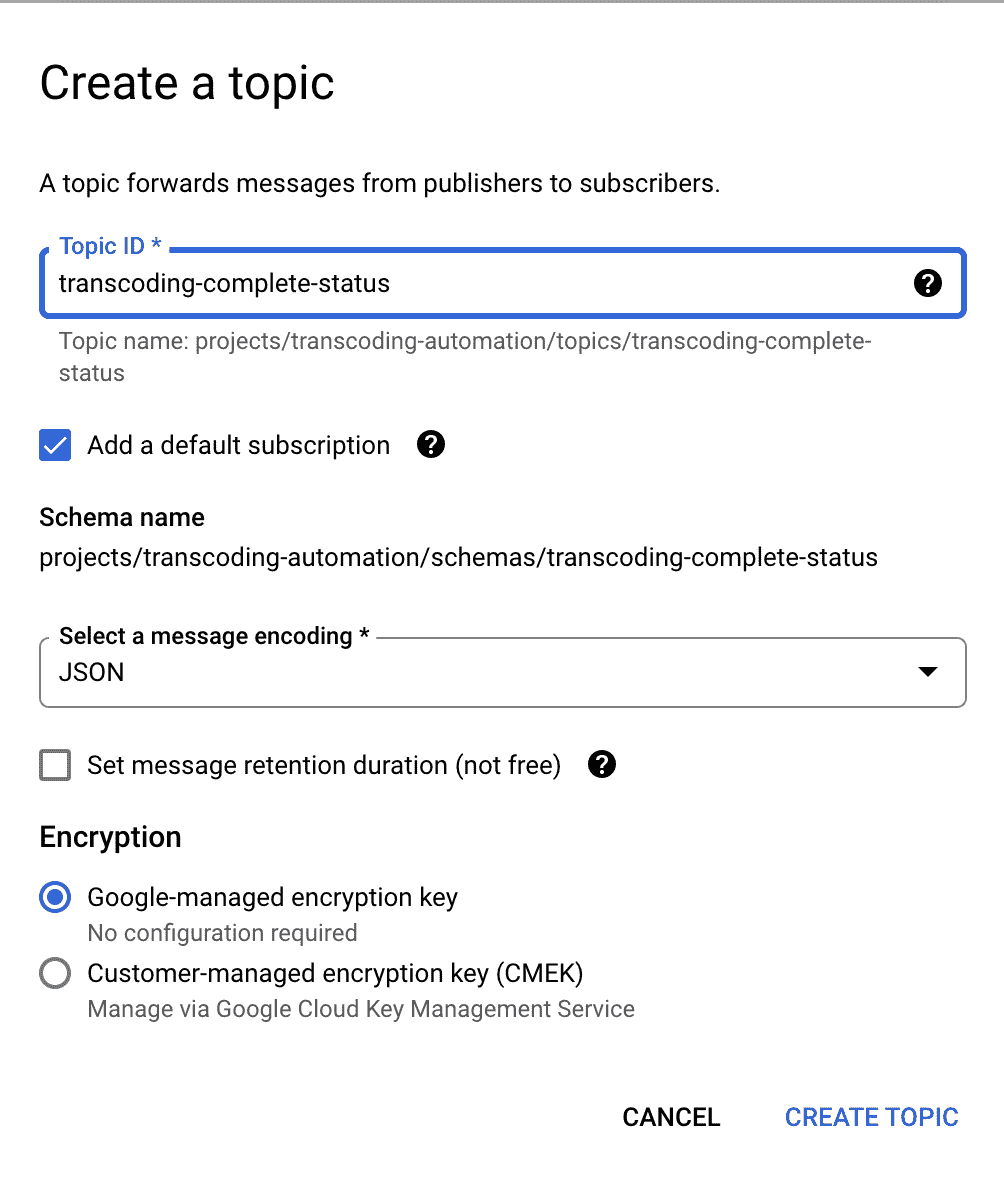 Create a topic
A topic forwards messages from publishers to subscribers.
Topic ID *
transcoding-complete-status
Topic name: projects/transcoding-automation/topics/transcoding-complete-
status
Add a default subscription
Schema name
projects/transcoding-automation/schemas/transcoding-complete-status
Select a message encoding *
JSON
Set message retention duration (not free)
Encryption
Google-managed encryption key
No configuration required
Customer-managed encryption key (CMEK)
Manage via Google Cloud Key Management Service
CANCEL CREATE TOPIC